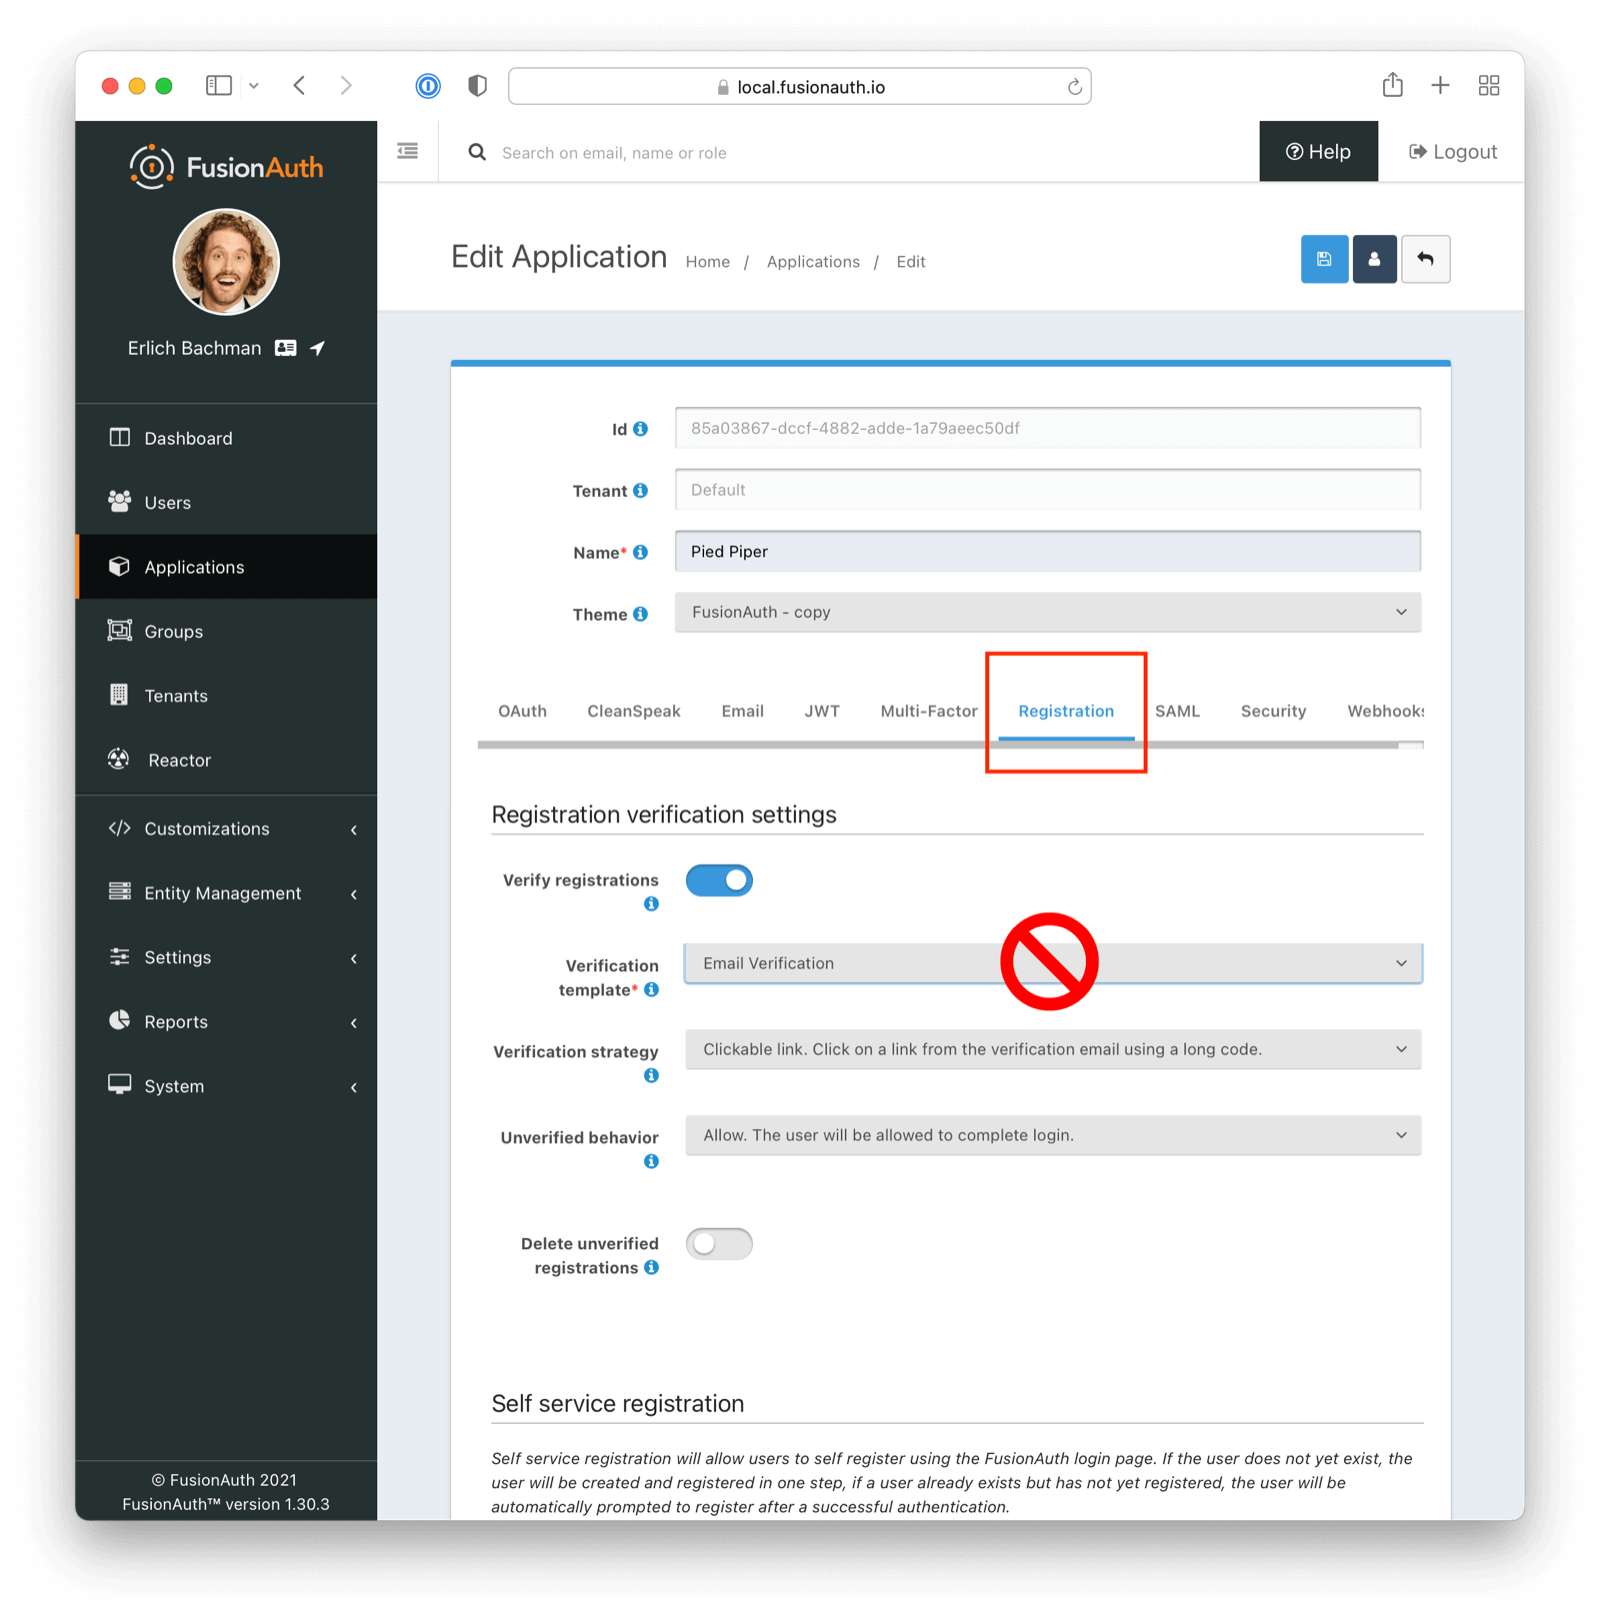 local.fusionauth.io
FusionAuth
Search on email, name or role
Help
Logout
Edit Application
Home / Applications / Edit
Erlich Bachman
Dashboard
Users
Applications
Groups
Tenants
Reactor
Customizations
Entity Management
Settings
Reports
System
© FusionAuth 2021
FusionAuth™ version 1.30.3
Id
85a03867-dccf-4882-adde-1a79aeec50df
Tenant
Default
Name*
Pied Piper
Theme
FusionAuth - copy
OAuth CleanSpeak Email JWT Multi-Factor Registration SAML Security Webhooks
Registration verification settings
Verify registrations
Verification
template*
Email Verification
Verification strategy
Clickable link. Click on a link from the verification email using a long code.
Unverified behavior
Allow. The user will be allowed to complete login.
Delete unverified
registrations
Self service registration
Self service registration will allow users to self register using the FusionAuth login page. If the user does not yet exist, the
user will be created and registered in one step, if a user already exists but has not yet registered, the user will be
automatically prompted to register after a successful authentication.